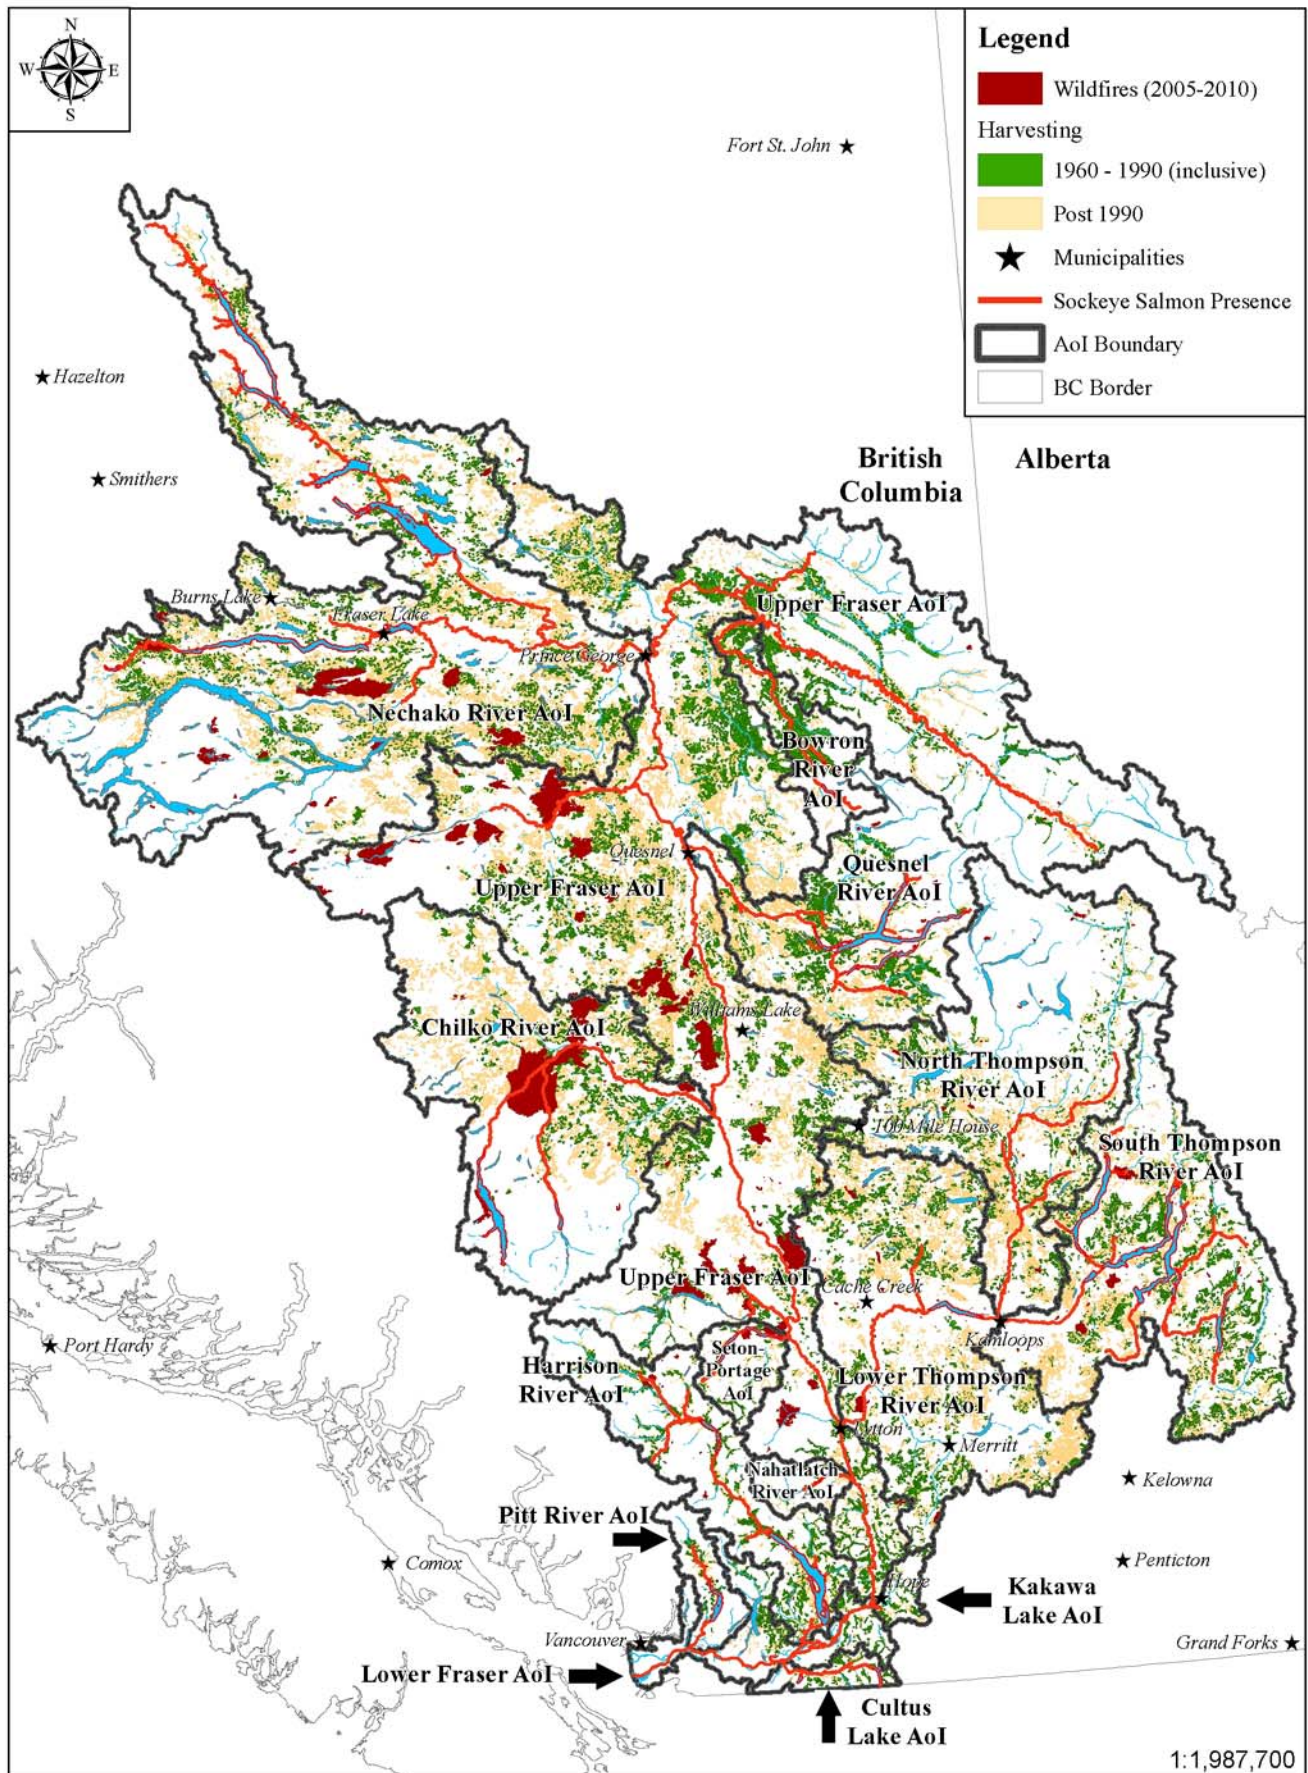 N
W
E
S
Legend
Wildfires (2005-2010)
Harvesting
1960 - 1990 (inclusive)
Post 1990
Municipalities
Sockeye Salmon Presence
AoI Boundary
BC Border
Fort St. John
Hazelton
Smithers
British
Columbia
Alberta
Burns Lake
Fraser Lake
Upper Fraser AoI
Prince George
Nechako River AoI
Bowron
River
AoI
Quesnel
Quesnel
River AoI
Upper Fraser AoI
Williams Lake
Chilko River AoI
North Thompson
River AoI
100 Mile House
South Thompson
River AoI
Upper Fraser AoI
Cache Creek
Kamloops
Port Hardy
Harrison
River AoI
Seton-
Portage
AoI
Lower Thompson
River AoI
Lytton
Merritt
Nahatlatch
River AoI
Kelowna
Pitt River AoI
Comox
Penticton
Hope
Kakawa
Lake AoI
Vancouver
Grand Forks
Lower Fraser AoI
Cultus
Lake AoI
1:1,987,700